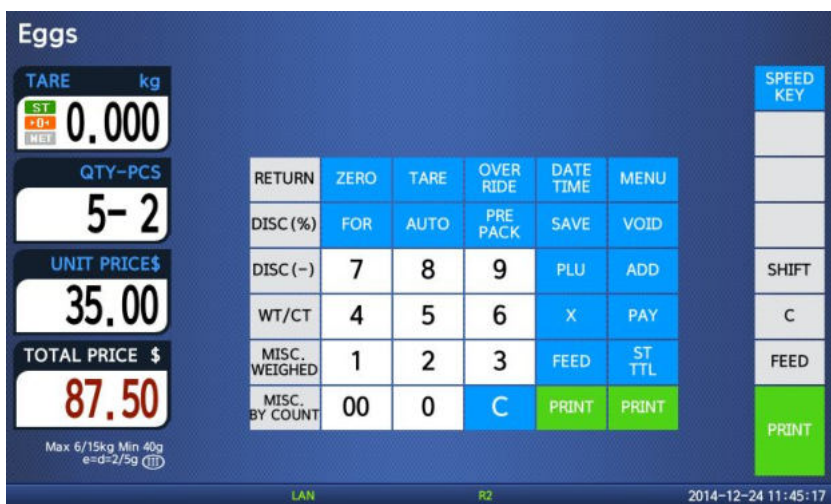 Eggs
TARE kg
ST
→0←
NET
0.000
QTY-PCS
5- 2
UNIT PRICE$
35.00
TOTAL PRICE $
87.50
Max 6/15kg Min 40g
e=d=2/5g (III)
RETURN ZERO TARE OVER RIDE DATE TIME MENU
DISC(%) FOR AUTO PRE PACK SAVE VOID
DISC(-) 7 8 9 PLU ADD
WT/CT 4 5 6 X PAY
MISC. WEIGHED 1 2 3 FEED ST TTL
MISC. BY COUNT 00 0 C PRINT PRINT
SPEED
KEY
SHIFT
C
FEED
PRINT
LAN R2 2014-12-24 11:45:17